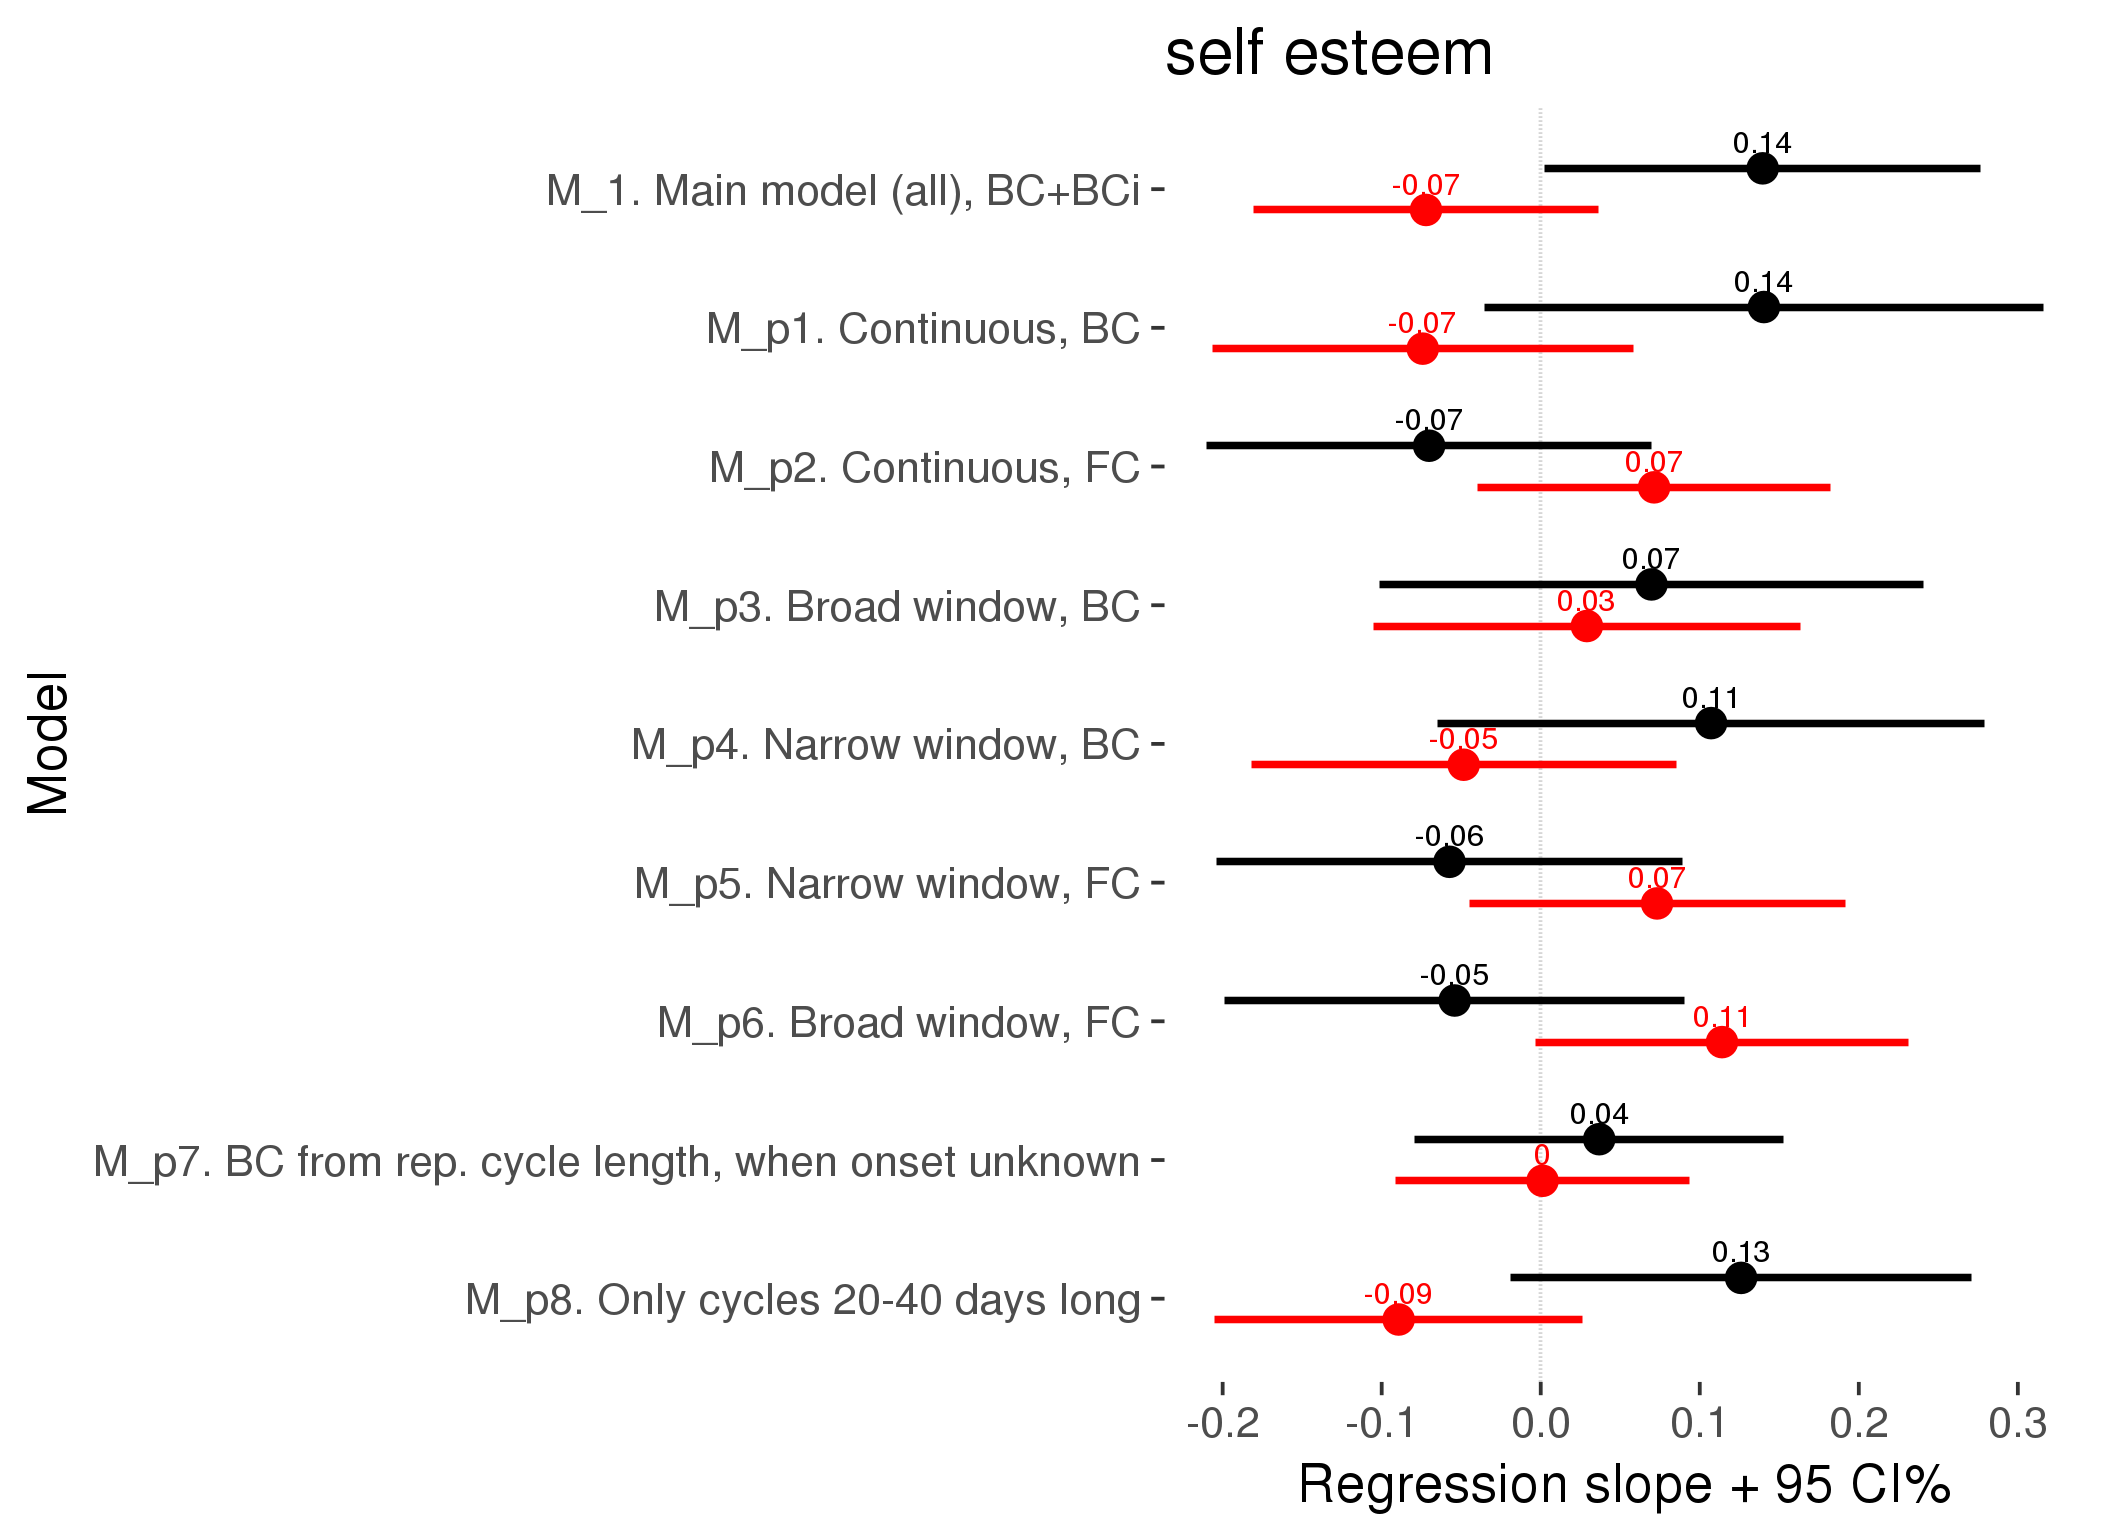 self esteem
Model
M_1. Main model (all), BC+BCi
0.14
-0.07
M_p1. Continuous, BC
0.14
-0.07
M_p2. Continuous, FC
-0.07
0.07
M_p3. Broad window, BC
0.07
0.03
M_p4. Narrow window, BC
0.11
-0.05
M_p5. Narrow window, FC
-0.06
0.07
M_p6. Broad window, FC
-0.05
0.11
M_p7. BC from rep. cycle length, when onset unknown
0.04
0
M_p8. Only cycles 20-40 days long
0.13
-0.09
-0.2 -0.1 0.0 0.1 0.2 0.3
Regression slope + 95 CI%